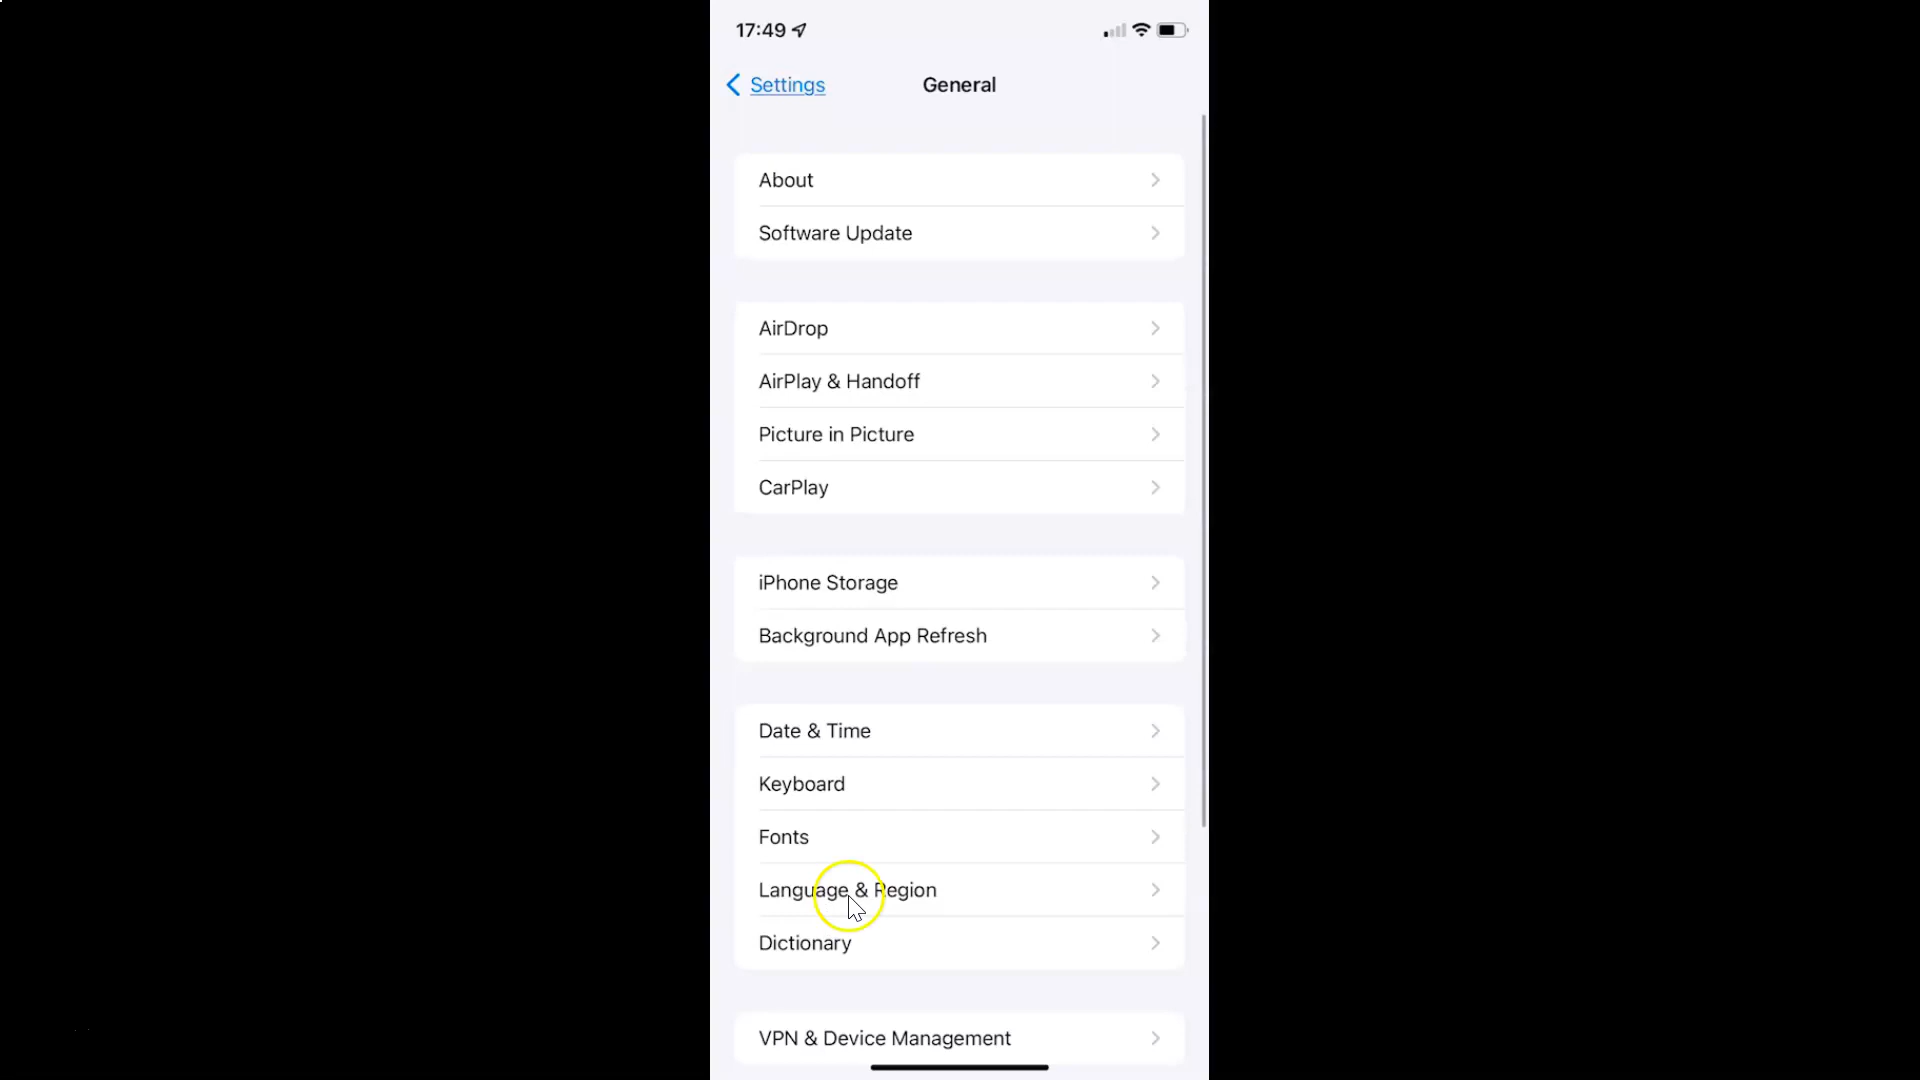 17:49
Settings
General
About
Software Update
AirDrop
AirPlay & Handoff
Picture in Picture
CarPlay
iPhone Storage
Background App Refresh
Date & Time
Keyboard
Fonts
Language & Region
Dictionary
VPN & Device Management